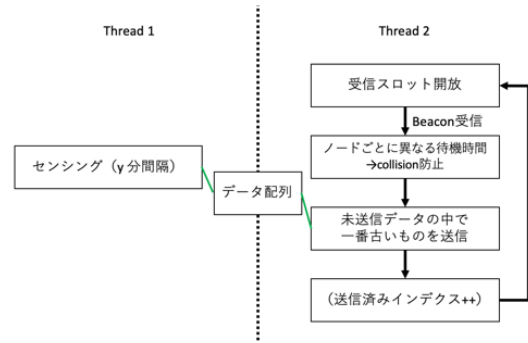 Thread 1
Thread 2
受信スロット開放
Beacon受信
ノードごとに異なる待機時間
→collision防止
センシング（y 分間隔）
データ配列
未送信データの中で
一番古いものを送信
（送信済みインデクス++）